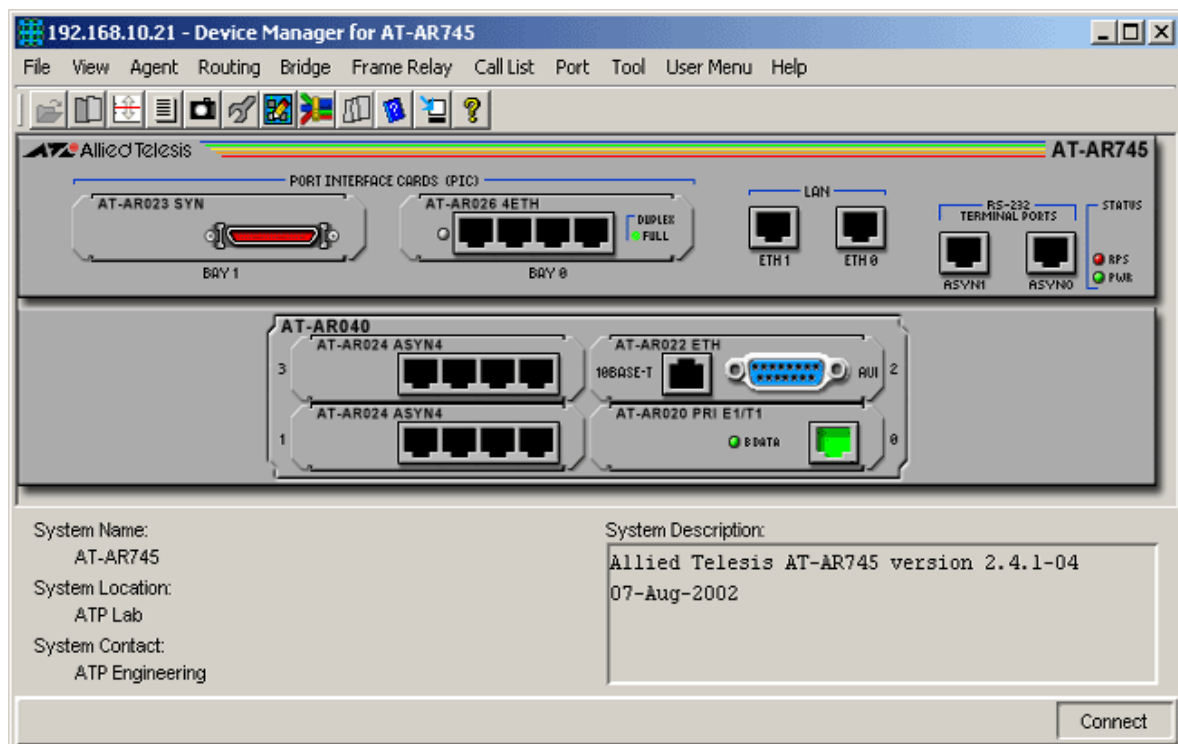 192.168.10.21 - Device Manager for AT-AR745
File View Agent Routing Bridge Frame Relay Call List Port Tool User Menu Help
Allied Telesis
AT-AR745
PORT INTERFACE CARDS (PIC)
LAN
AT-AR023 SYN
AT-AR026 4ETH
RS-232
TERMINAL PORTS
STATUS
DUPLEX
FULL
ETH 1
ETH 0
RPS
PWR
BAY 1
BAY 0
ASYN1
ASYN0
AT-AR040
AT-AR024 ASYN4
AT-AR022 ETH
3
10BASE-T
AUI
2
AT-AR024 ASYN4
AT-AR020 PRI E1/T1
1
B DATA
0
System Name:
AT-AR745
System Location:
ATP Lab
System Contact:
ATP Engineering
System Description:
Allied Telesis AT-AR745 version 2.4.1-04
07-Aug-2002
Connect